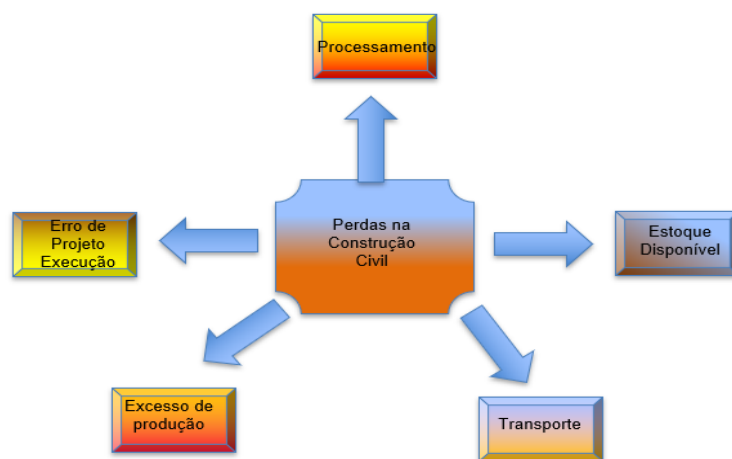 Processamento
Erro de
Projeto
Execução
Perdas na
Construção
Civil
Estoque
Disponível
Excesso de
produção
Transporte